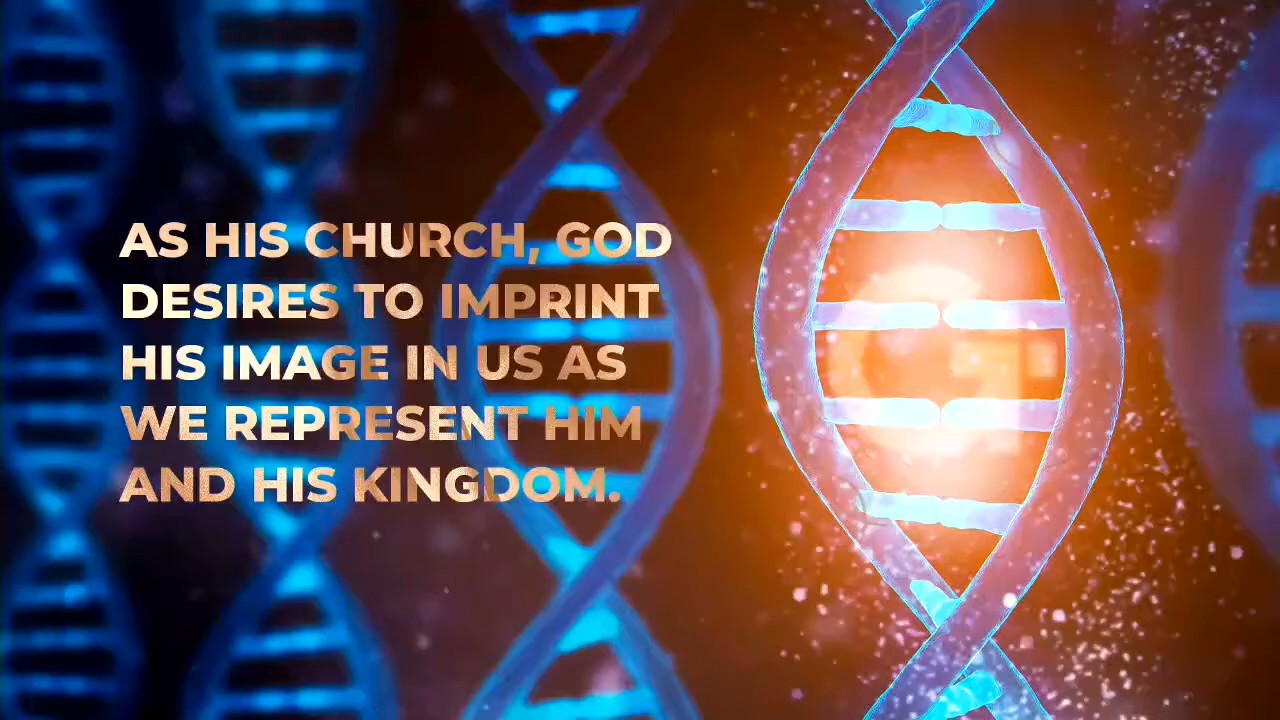 AS HIS CHURCH, GOD
DESIRES TO IMPRINT
HIS IMAGE IN US AS
WE REPRESENT HIM
AND HIS KINGDOM.